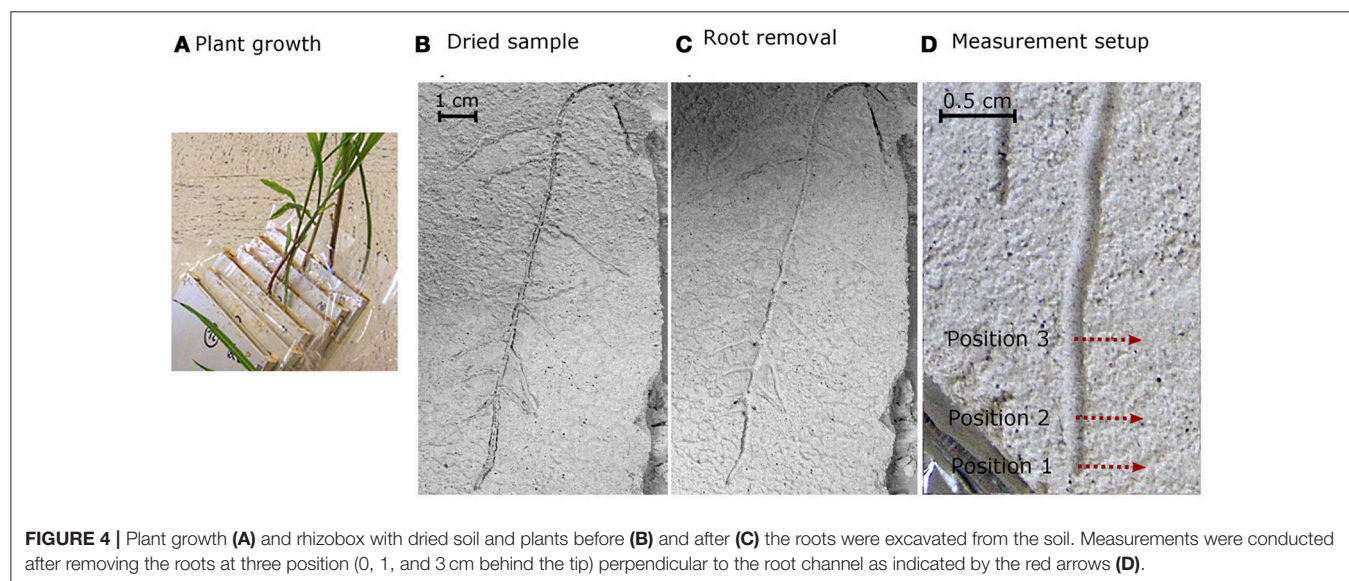 A Plant growth
B Dried sample
C Root removal
D Measurement setup
1 cm
0.5 cm
Position 3
Position 2
Position 1
FIGURE 4 | Plant growth (A) and rhizobox with dried soil and plants before (B) and after (C) the roots were excavated from the soil. Measurements were conducted
after removing the roots at three position (0, 1, and 3 cm behind the tip) perpendicular to the root channel as indicated by the red arrows (D).